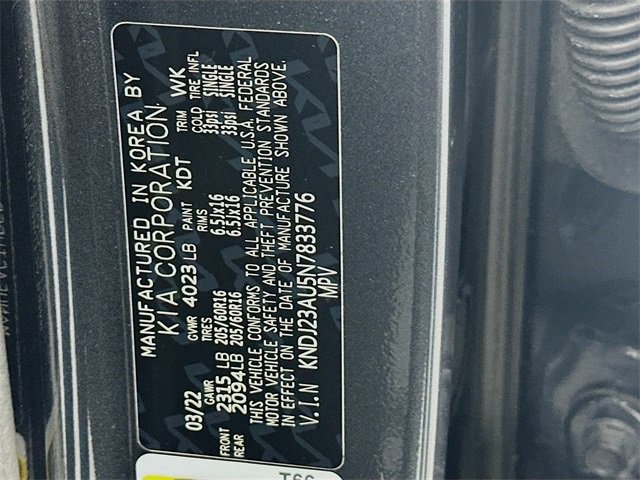 MANUFACTURED IN KOREA BY
KIA CORPORATION
03/22 GVWR 4023 LB PAINT KDT TRIM WK
GAWR TIRES RIMS COLD TIRE INFL
FRONT 2315 LB 205/60R16 6.5Jx16 33psi SINGLE
REAR 2094LB 205/60R16 6.5Jx16 33psi SINGLE
THIS VEHICLE CONFORMS TO ALL APPLICABLE U.S.A. FEDERAL
MOTOR VEHICLE SAFETY AND THEFT PREVENTION STANDARDS
IN EFFECT ON THE DATE OF MANUFACTURE SHOWN ABOVE.
V.I.N KNDJ23AU5N7833776
MPV